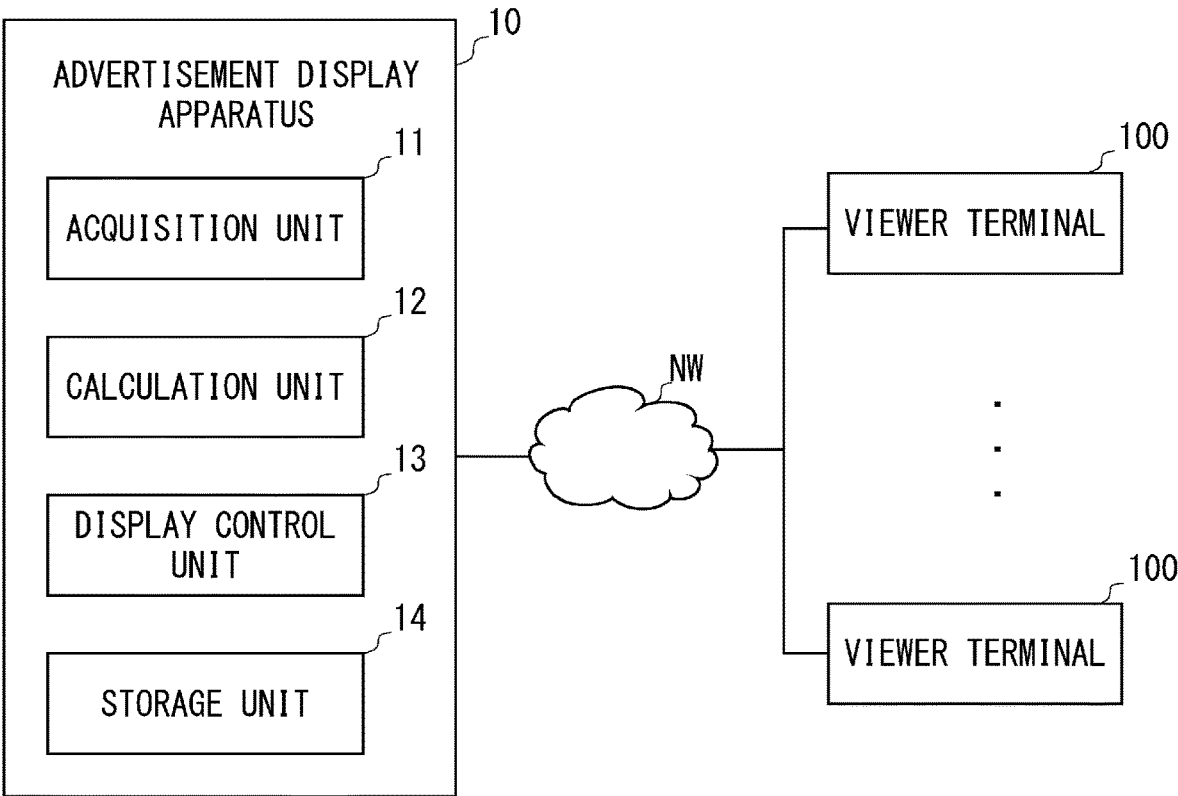 10
ADVERTISEMENT DISPLAY
APPARATUS
11
ACQUISITION UNIT
12
CALCULATION UNIT
13
DISPLAY CONTROL
UNIT
14
STORAGE UNIT
NW
100
VIEWER TERMINAL
100
VIEWER TERMINAL